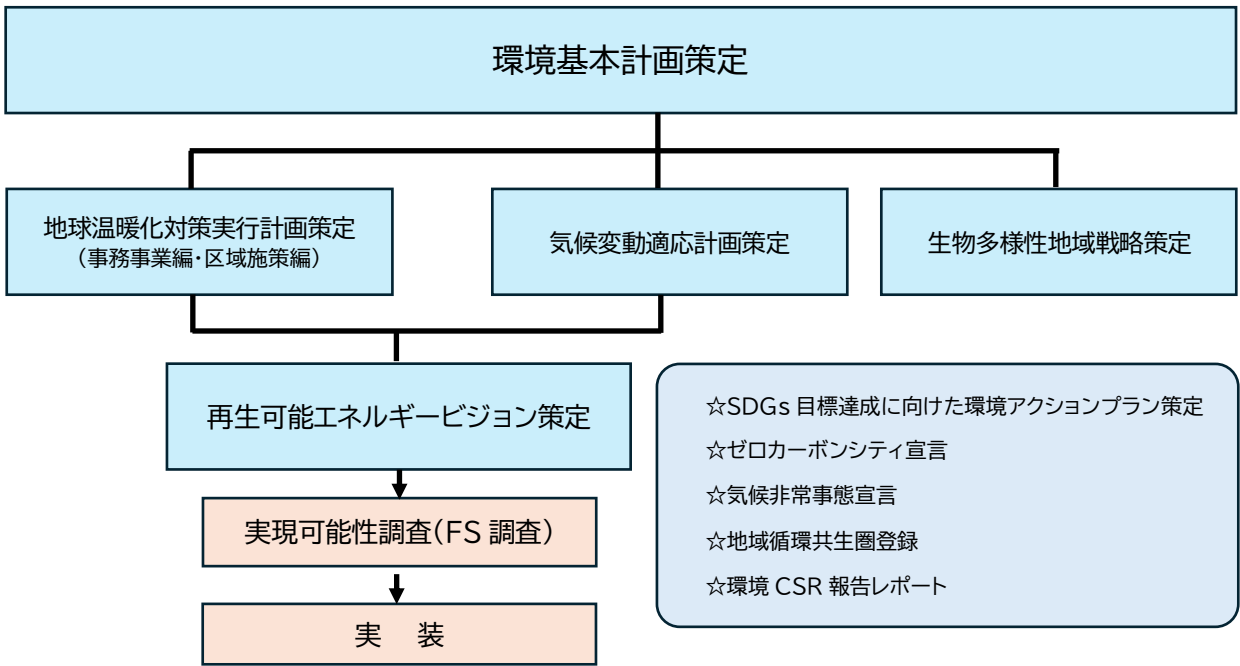 環境基本計画策定
地球温暖化対策実行計画策定
（事務事業編・区域施策編）
気候変動適応計画策定
生物多様性地域戦略策定
再生可能エネルギービジョン策定
実現可能性調査（FS 調査）
実　装
☆SDGs 目標達成に向けた環境アクションプラン策定
☆ゼロカーボンシティ宣言
☆気候非常事態宣言
☆地域循環共生圏登録
☆環境 CSR 報告レポート